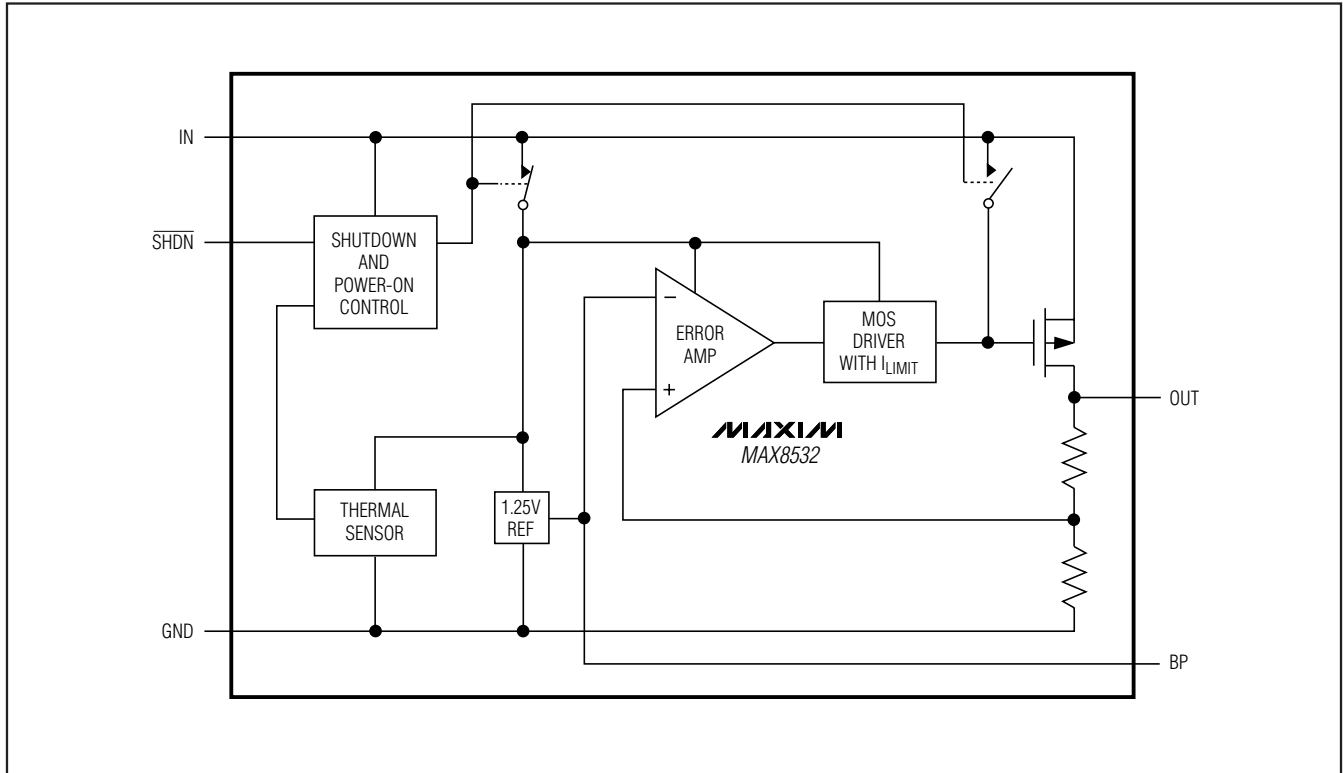 IN
SHDN
SHUTDOWN
AND
POWER-ON
CONTROL
−
ERROR
AMP
+
MOS
DRIVER
WITH ILIMIT
MAXIM
MAX8532
OUT
THERMAL
SENSOR
1.25V
REF
GND
BP